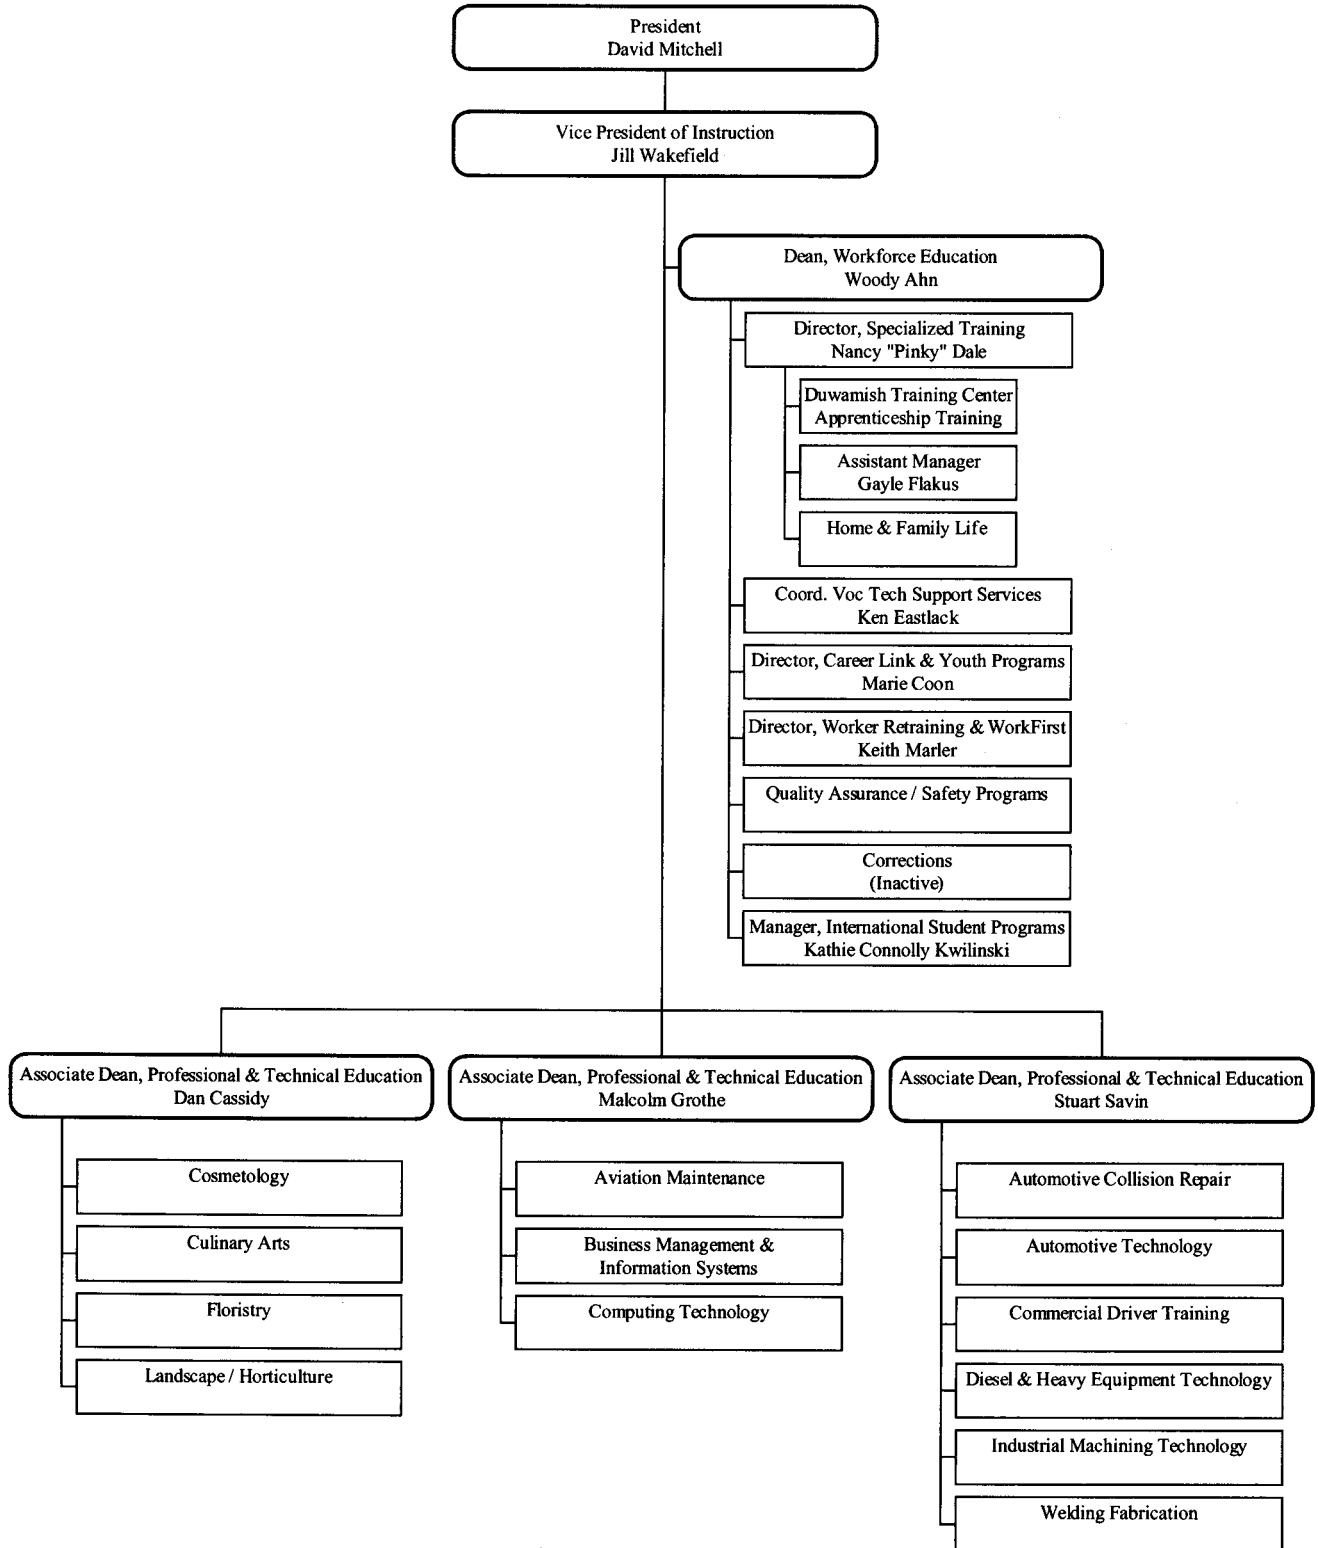 President
David Mitchell
Vice President of Instruction
Jill Wakefield
Dean, Workforce Education
Woody Ahn
Director, Specialized Training
Nancy "Pinky" Dale
Duwamish Training Center
Apprenticeship Training
Assistant Manager
Gayle Flakus
Home & Family Life
Coord. Voc Tech Support Services
Ken Eastlack
Director, Career Link & Youth Programs
Marie Coon
Director, Worker Retraining & WorkFirst
Keith Marler
Quality Assurance / Safety Programs
Corrections
(Inactive)
Manager, International Student Programs
Kathie Connolly Kwilinski
Associate Dean, Professional & Technical Education
Dan Cassidy
Cosmetology
Culinary Arts
Floristry
Landscape / Horticulture
Associate Dean, Professional & Technical Education
Malcolm Grothe
Aviation Maintenance
Business Management &
Information Systems
Computing Technology
Associate Dean, Professional & Technical Education
Stuart Savin
Automotive Collision Repair
Automotive Technology
Commercial Driver Training
Diesel & Heavy Equipment Technology
Industrial Machining Technology
Welding Fabrication